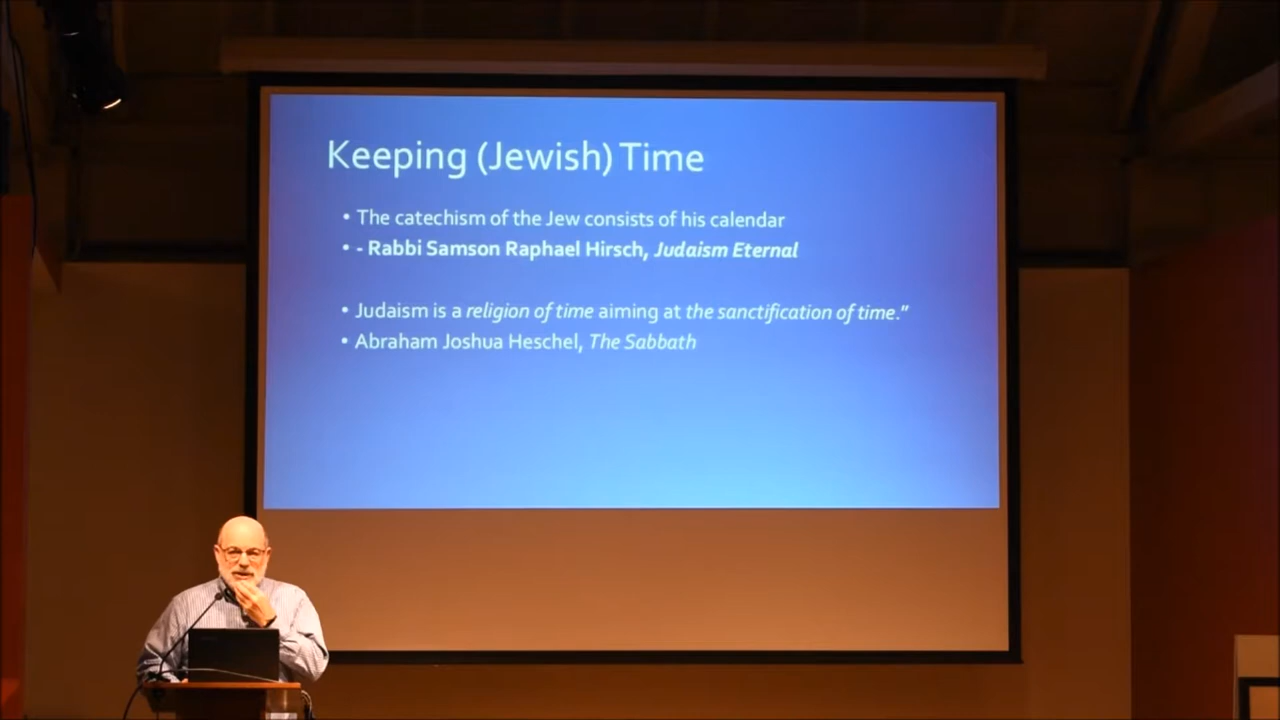 Keeping (Jewish) Time
• The catechism of the Jew consists of his calendar
• - Rabbi Samson Raphael Hirsch, Judaism Eternal
• Judaism is a religion of time aiming at the sanctification of time.”
• Abraham Joshua Heschel, The Sabbath